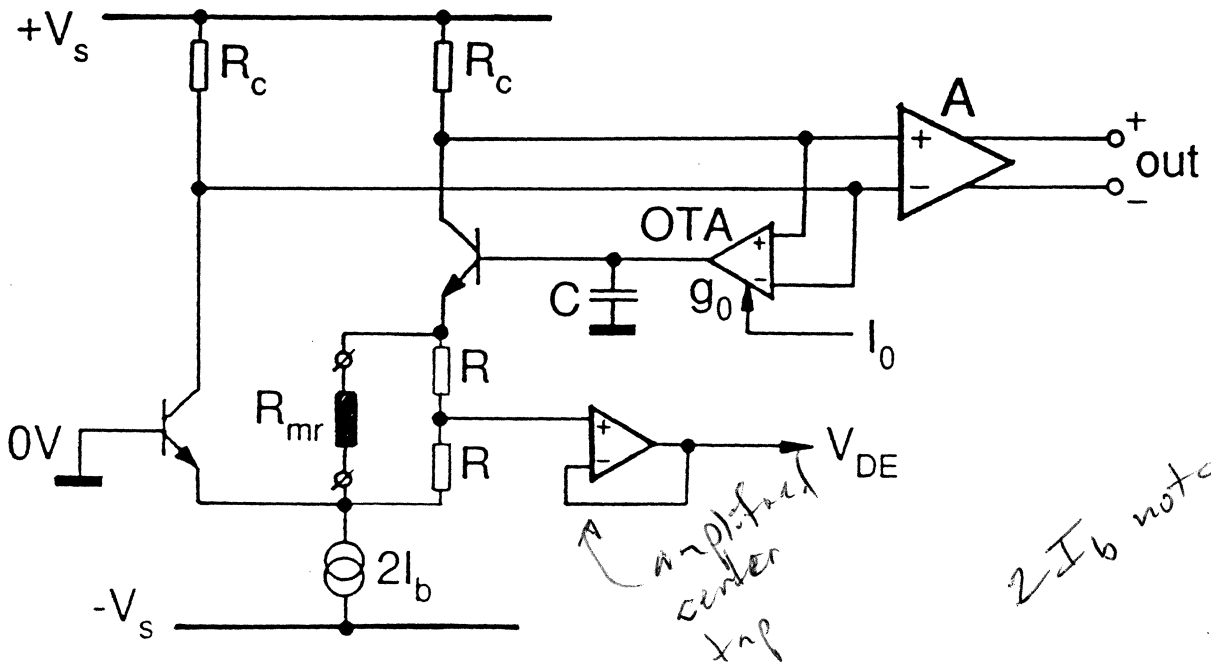 +Vs
Rc
Rc
A
+
+
−
−
out
OTA
+
−
g0
C
I0
R
Rmr
0V
+
−
VDE
R
amplified
center
tap
2Ib
2Ib
-Vs